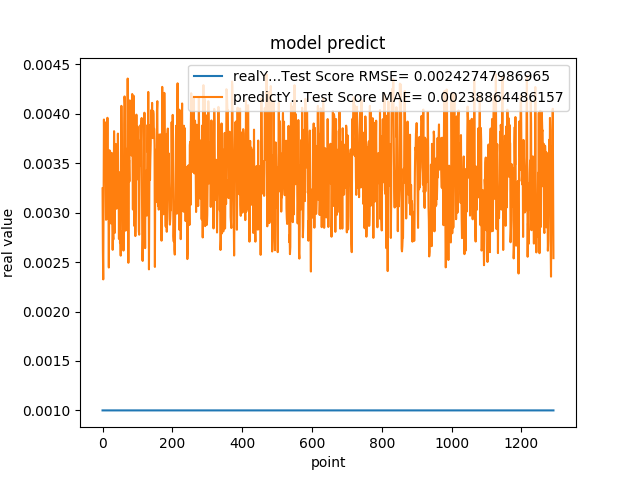 model predict
realY...Test Score RMSE= 0.00242747986965
predictY...Test Score MAE= 0.00238864486157
0.0045
0.0040
0.0035
0.0030
0.0025
0.0020
0.0015
0.0010
real value
0 200 400 600 800 1000 1200
point